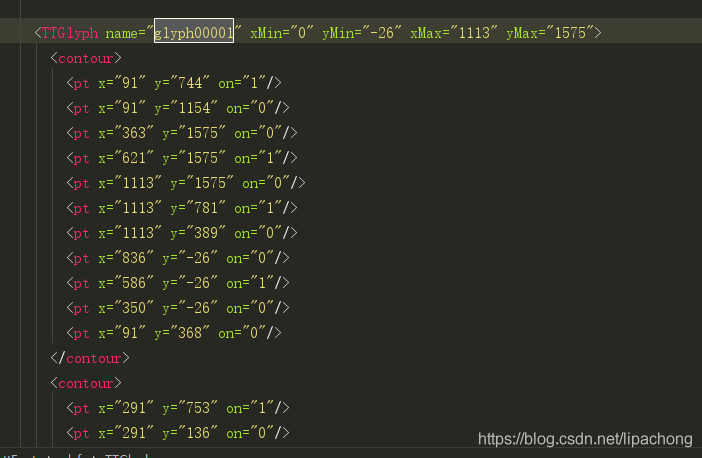 <TTGlyph name="glyph00001" xMin="0" yMin="-26" xMax="1113" yMax="1575">
<contour>
<pt x="91" y="744" on="1"/>
<pt x="91" y="1154" on="0"/>
<pt x="363" y="1575" on="0"/>
<pt x="621" y="1575" on="1"/>
<pt x="1113" y="1575" on="0"/>
<pt x="1113" y="781" on="1"/>
<pt x="1113" y="389" on="0"/>
<pt x="836" y="-26" on="0"/>
<pt x="586" y="-26" on="1"/>
<pt x="350" y="-26" on="0"/>
<pt x="91" y="368" on="0"/>
</contour>
<contour>
<pt x="291" y="753" on="1"/>
<pt x="291" y="136" on="0"/>
https://blog.csdn.net/lipachong